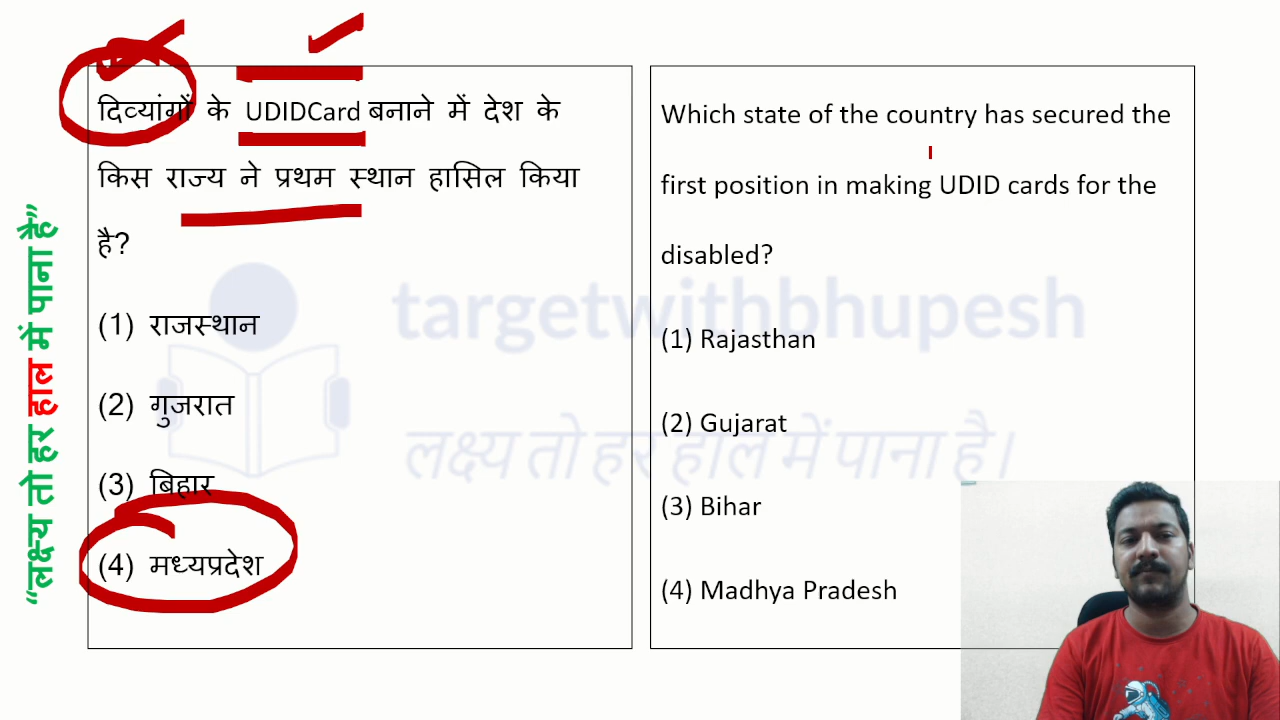 “लक्ष्य तो हर हाल में पाना है”
दिव्यांगों के UDIDCard बनाने में देश के
किस राज्य ने प्रथम स्थान हासिल किया
है?
(1) राजस्थान
(2) गुजरात
(3) बिहार
(4) मध्यप्रदेश
Which state of the country has secured the
first position in making UDID cards for the
disabled?
(1) Rajasthan
(2) Gujarat
(3) Bihar
(4) Madhya Pradesh
targetwithbhupesh
लक्ष्य तो हर हाल में पाना है।